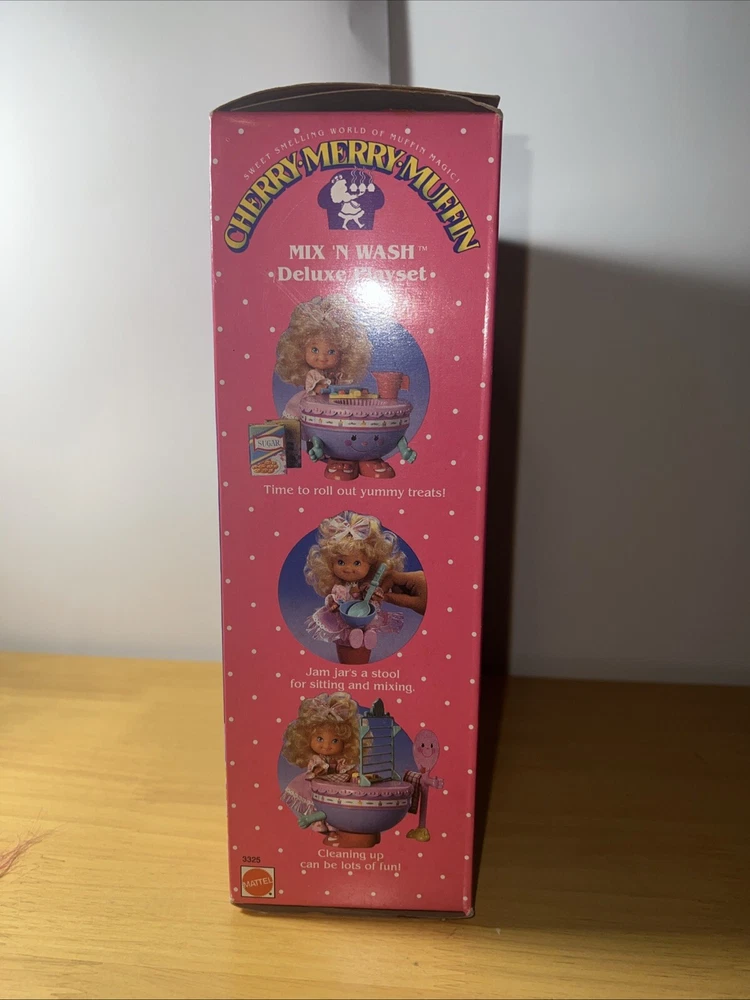 SWEET SMELLING WORLD OF MUFFIN MAGIC!
CHERRY·MERRY·MUFFIN
MIX 'N WASH™
•Deluxe Playset•
SUGAR
Time to roll out yummy treats!
Jam jar's a stool
for sitting and mixing.
Cleaning up
can be lots of fun!
3325
MATTEL